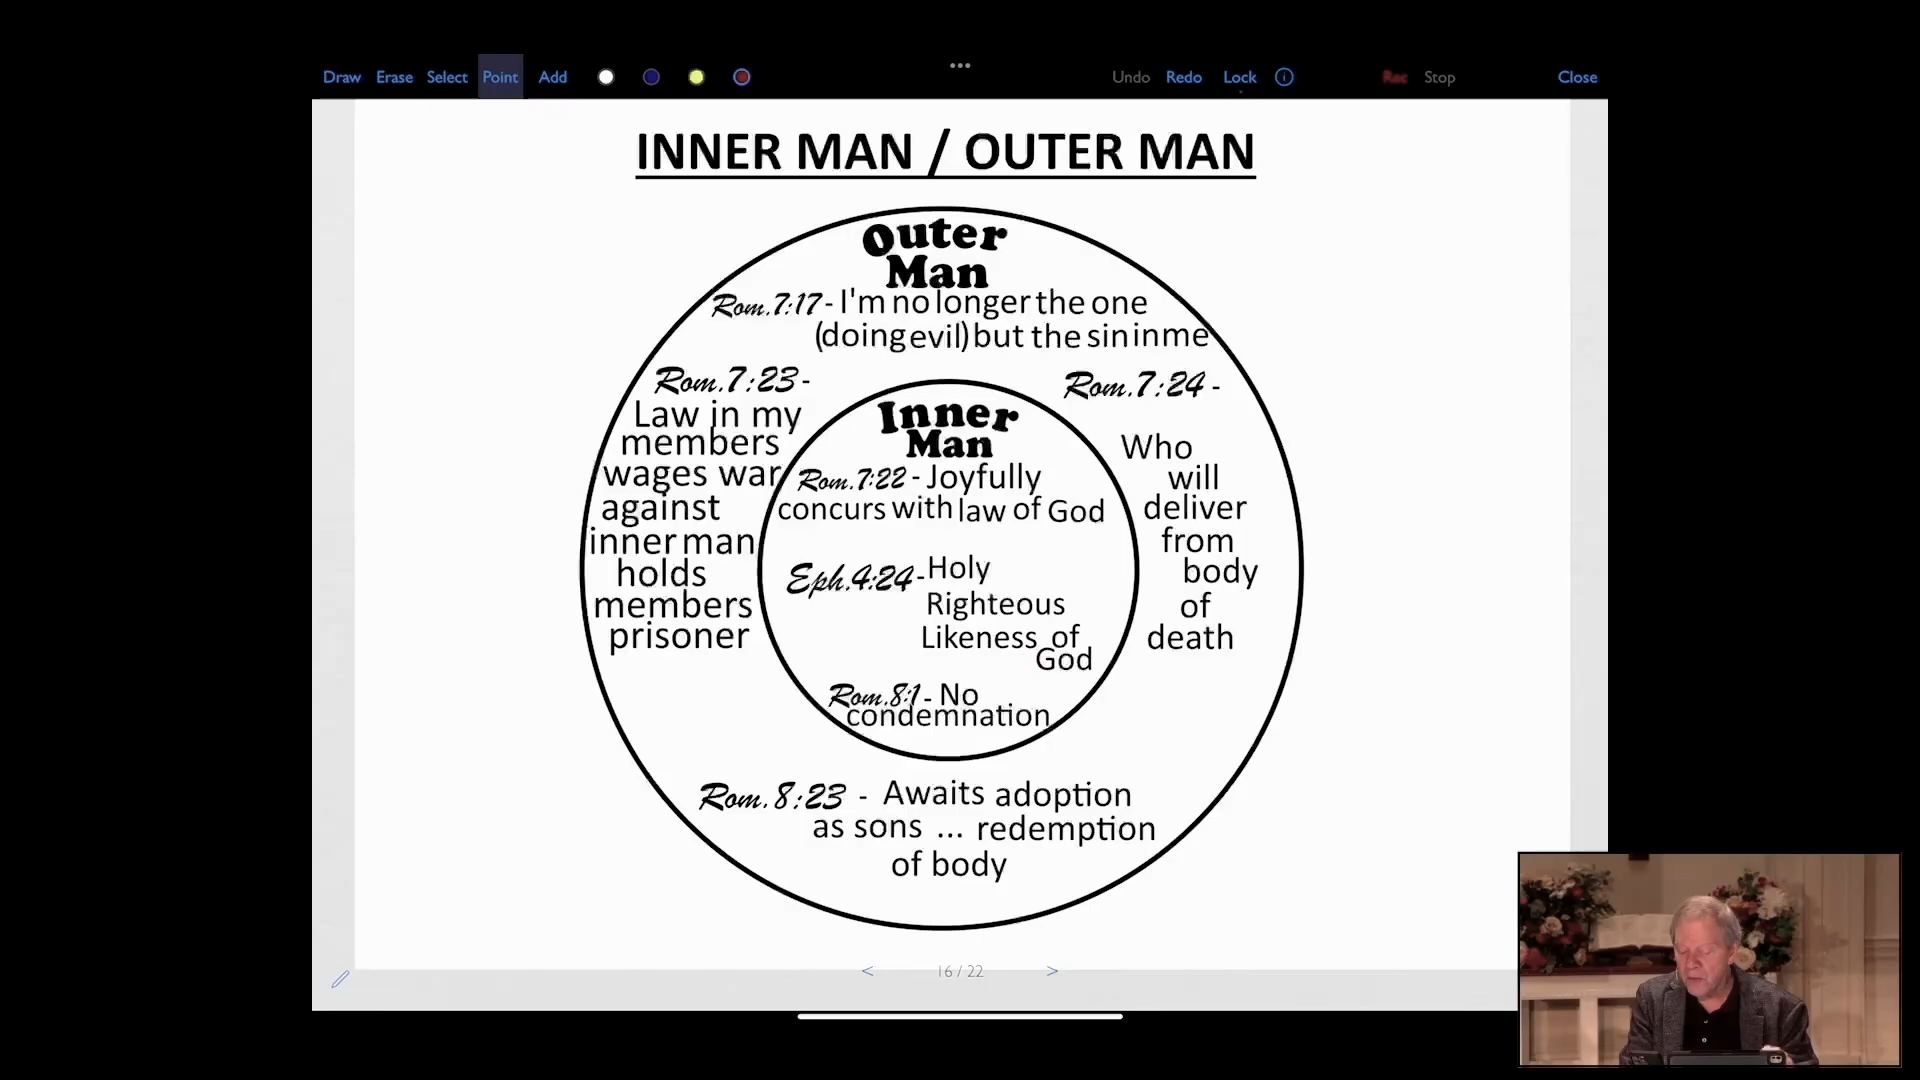 Draw Erase Select Point Add ••• Undo Redo Lock Rec Stop Close
INNER MAN / OUTER MAN
Outer
Man
Rom.7:17 - I'm no longer the one
(doing evil) but the sin in me
Rom.7:23 -
Law in my
members
wages war
against
inner man
holds
members
prisoner
Inner
Man
Rom.7:22 - Joyfully
concurs with law of God
Eph.4:24 - Holy
Righteous
Likeness of
God
Rom.8:1 - No
condemnation
Rom.7:24 -
Who
will
deliver
from
body
of
death
Rom.8:23 - Awaits adoption
as sons ... redemption
of body
< 16 / 22 >